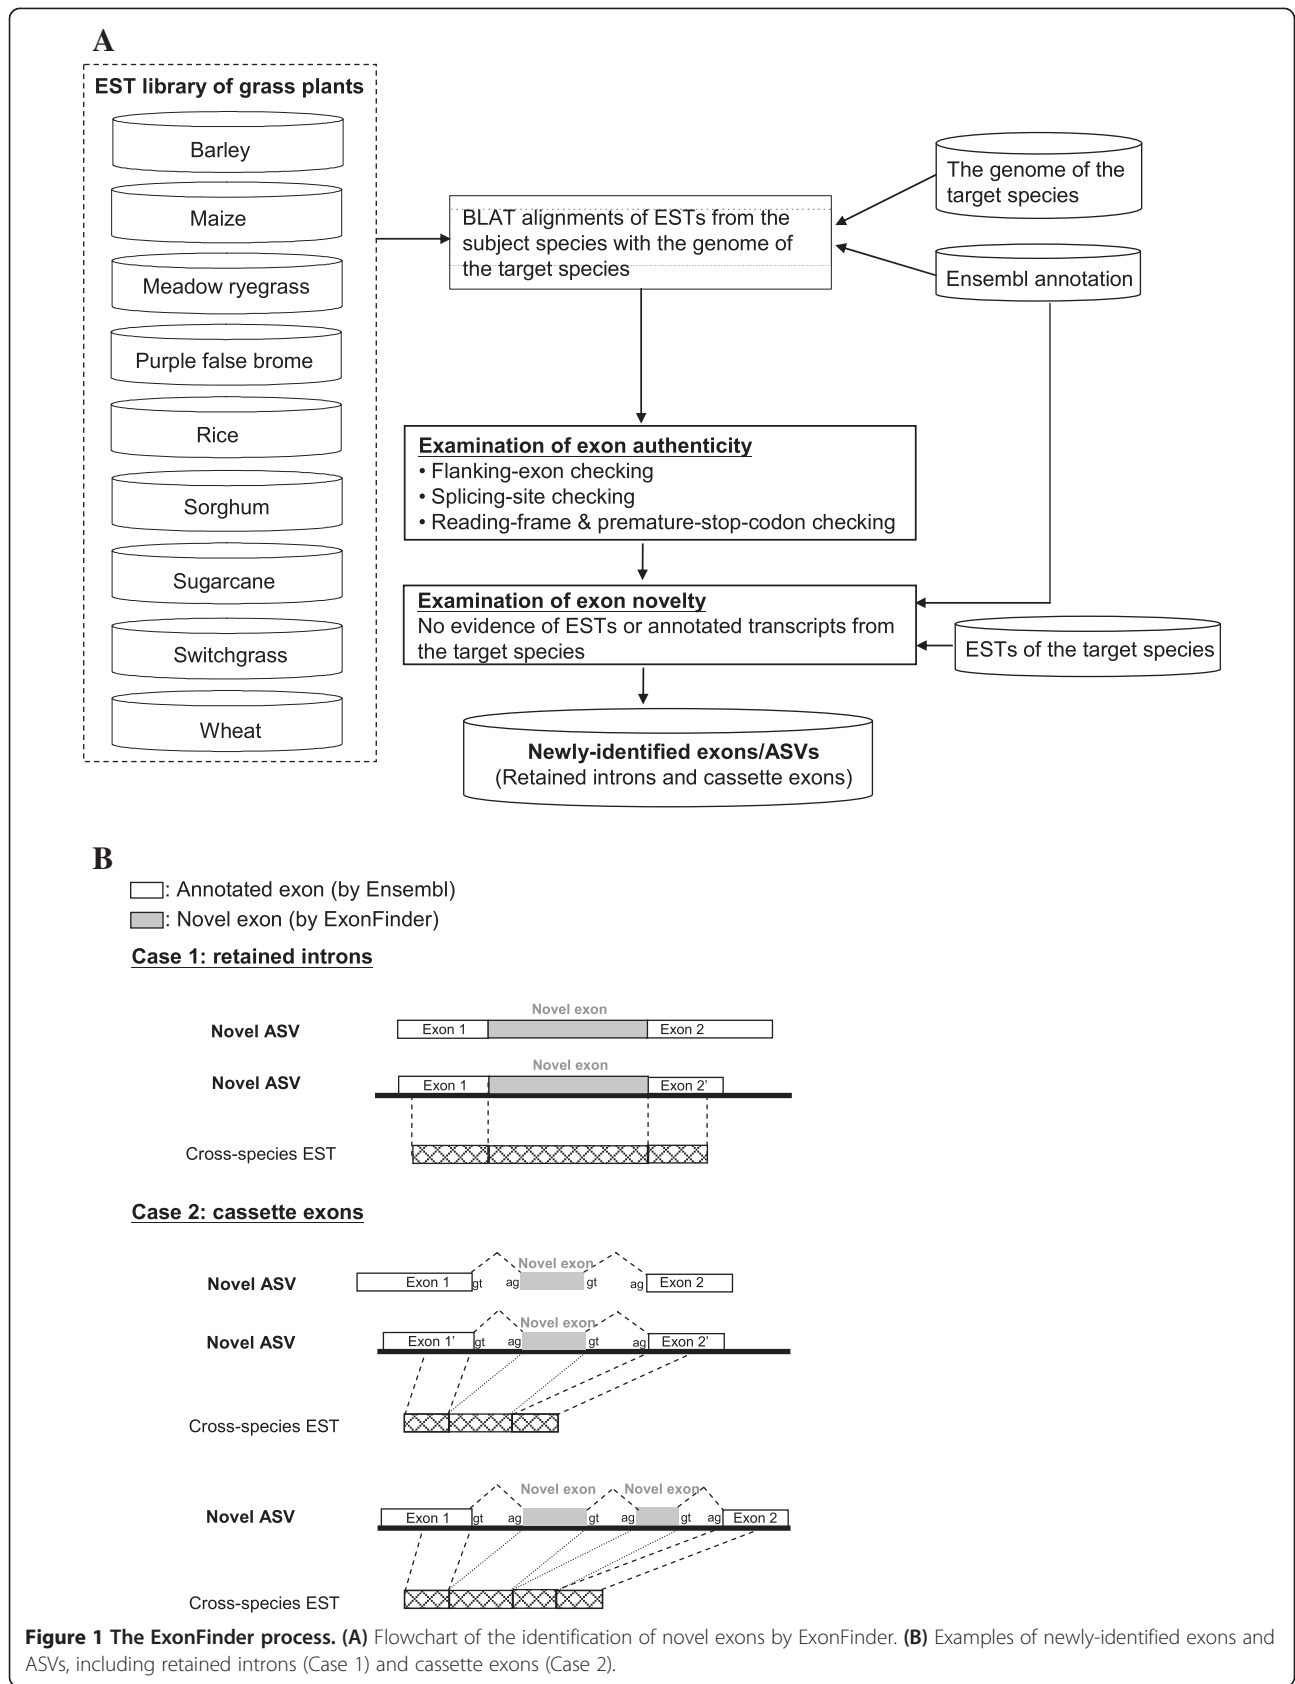 A
EST library of grass plants
Barley
Maize
Meadow ryegrass
Purple false brome
Rice
Sorghum
Sugarcane
Switchgrass
Wheat
BLAT alignments of ESTs from the
subject species with the genome of
the target species
The genome of the
target species
Ensembl annotation
Examination of exon authenticity
• Flanking-exon checking
• Splicing-site checking
• Reading-frame & premature-stop-codon checking
Examination of exon novelty
No evidence of ESTs or annotated transcripts from
the target species
ESTs of the target species
Newly-identified exons/ASVs
(Retained introns and cassette exons)
B
: Annotated exon (by Ensembl)
: Novel exon (by ExonFinder)
Case 1: retained introns
Novel exon
Novel ASV Exon 1 Exon 2
Novel exon
Novel ASV Exon 1 Exon 2’
Cross-species EST
Case 2: cassette exons
Novel exon
Novel ASV Exon 1 gt ag gt ag Exon 2
Novel exon
Novel ASV Exon 1’ gt ag gt ag Exon 2’
Cross-species EST
Novel exon Novel exon
Novel ASV Exon 1 gt ag gt ag gt ag Exon 2
Cross-species EST
Figure 1 The ExonFinder process. (A) Flowchart of the identification of novel exons by ExonFinder. (B) Examples of newly-identified exons and
ASVs, including retained introns (Case 1) and cassette exons (Case 2).